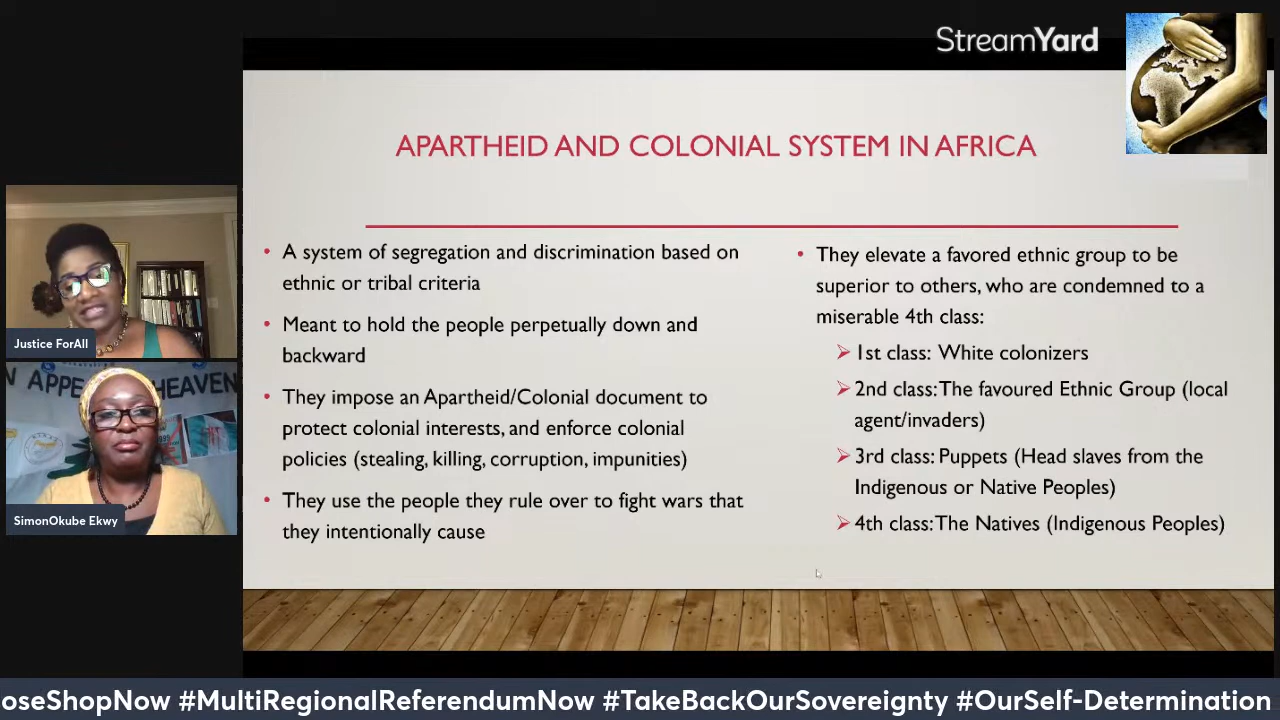 StreamYard
APARTHEID AND COLONIAL SYSTEM IN AFRICA
• A system of segregation and discrimination based on
ethnic or tribal criteria
• Meant to hold the people perpetually down and
backward
• They impose an Apartheid/Colonial document to
protect colonial interests, and enforce colonial
policies (stealing, killing, corruption, impunities)
• They use the people they rule over to fight wars that
they intentionally cause
• They elevate a favored ethnic group to be
superior to others, who are condemned to a
miserable 4th class:
➢ 1st class: White colonizers
➢ 2nd class: The favoured Ethnic Group (local
agent/invaders)
➢ 3rd class: Puppets (Head slaves from the
Indigenous or Native Peoples)
➢ 4th class: The Natives (Indigenous Peoples)
Justice ForAll
N APPE HEAVEN
SimonOkube Ekwy
oseShopNow #MultiRegionalReferendumNow #TakeBackOurSovereignty #OurSelf-Determination